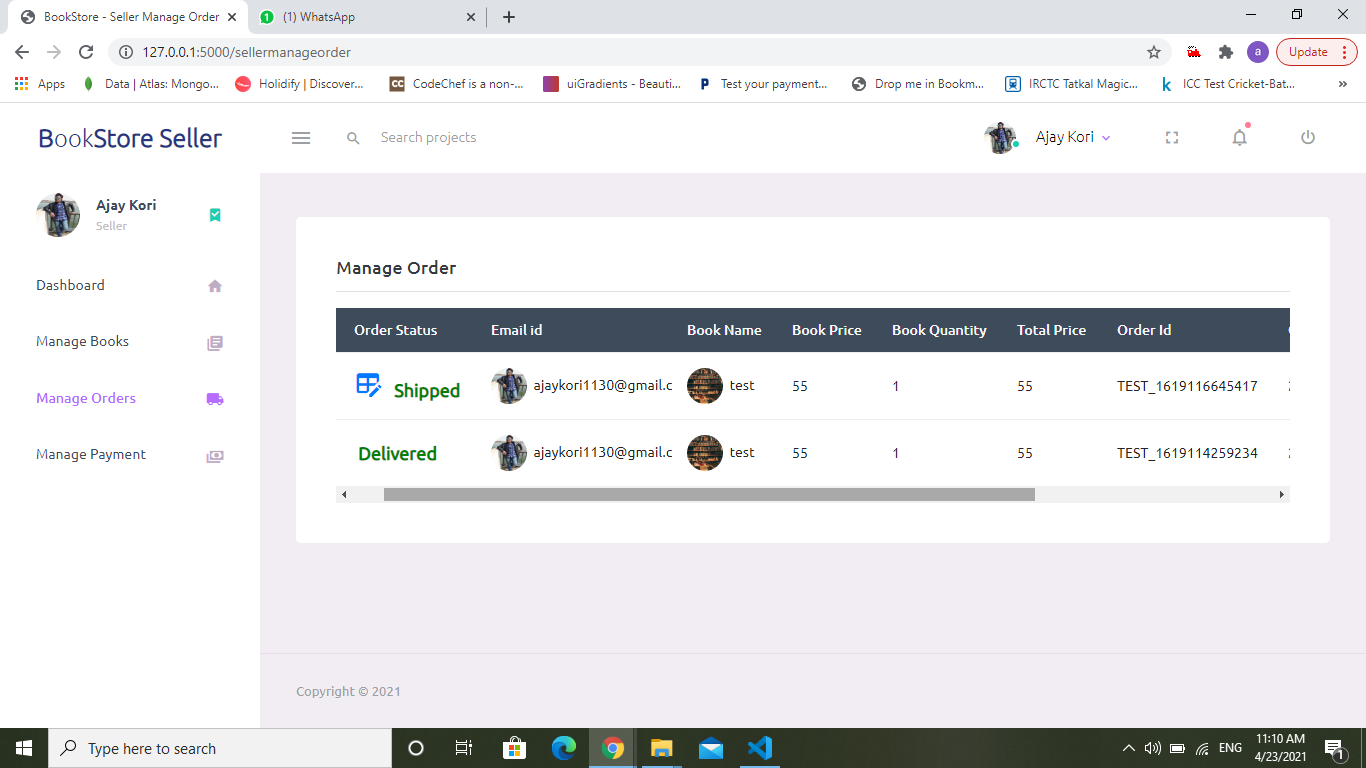 BookStore - Seller Manage Order
(1) WhatsApp
127.0.0.1:5000/sellermanageorder
a
Update
Apps
Data | Atlas: Mongo...
Holidify | Discover...
CC
CodeChef is a non-...
uiGradients - Beauti...
P
Test your payment...
Drop me in Bookm...
IRCTC Tatkal Magic...
k
ICC Test Cricket-Bat...
»
BookStore Seller
Search projects
Ajay Kori
Ajay Kori
Seller
Dashboard
Manage Books
Manage Orders
Manage Payment
Manage Order
Order Status Email id Book Name Book Price Book Quantity Total Price Order Id
Shipped ajaykori1130@gmail.c test 55 1 55 TEST_1619116645417
Delivered ajaykori1130@gmail.c test 55 1 55 TEST_1619114259234
Copyright © 2021
Type here to search
ENG
11:10 AM
4/23/2021
1